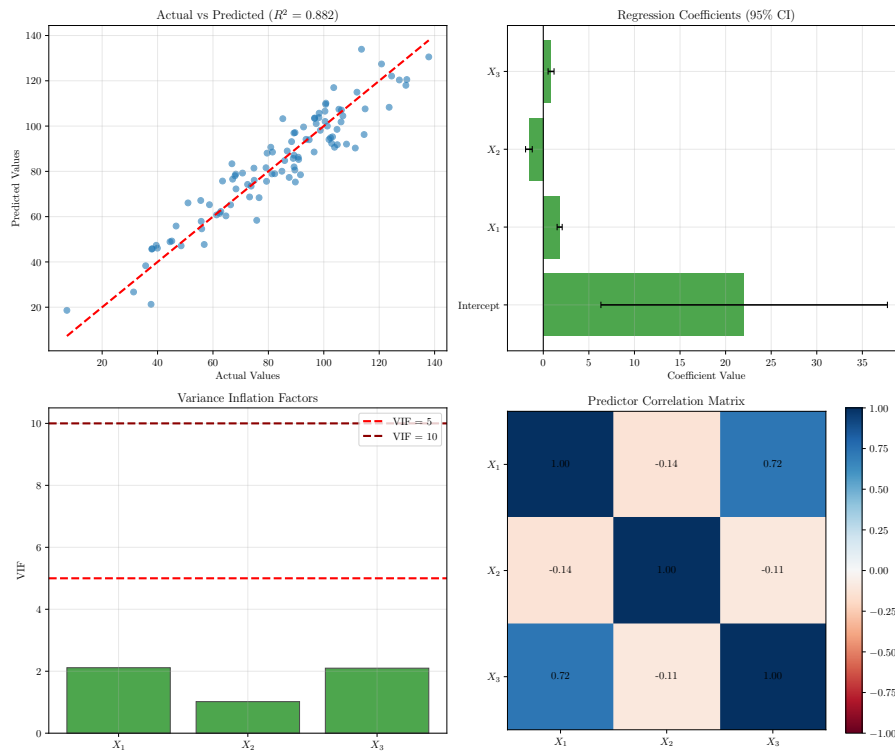 Actual vs Predicted (R² = 0.882)
140
120
100
80
60
40
20
Predicted Values
20 40 60 80 100 120 140
Actual Values
Regression Coefficients (95% CI)
X₃
X₂
X₁
Intercept
0 5 10 15 20 25 30 35
Coefficient Value
Variance Inflation Factors
VIF = 5
VIF = 10
10
8
6
4
2
0
VIF
X₁ X₂ X₃
Predictor Correlation Matrix
X₁ 1.00 -0.14 0.72
X₂ -0.14 1.00 -0.11
X₃ 0.72 -0.11 1.00
X₁ X₂ X₃
1.00
0.75
0.50
0.25
0.00
−0.25
−0.50
−0.75
−1.00